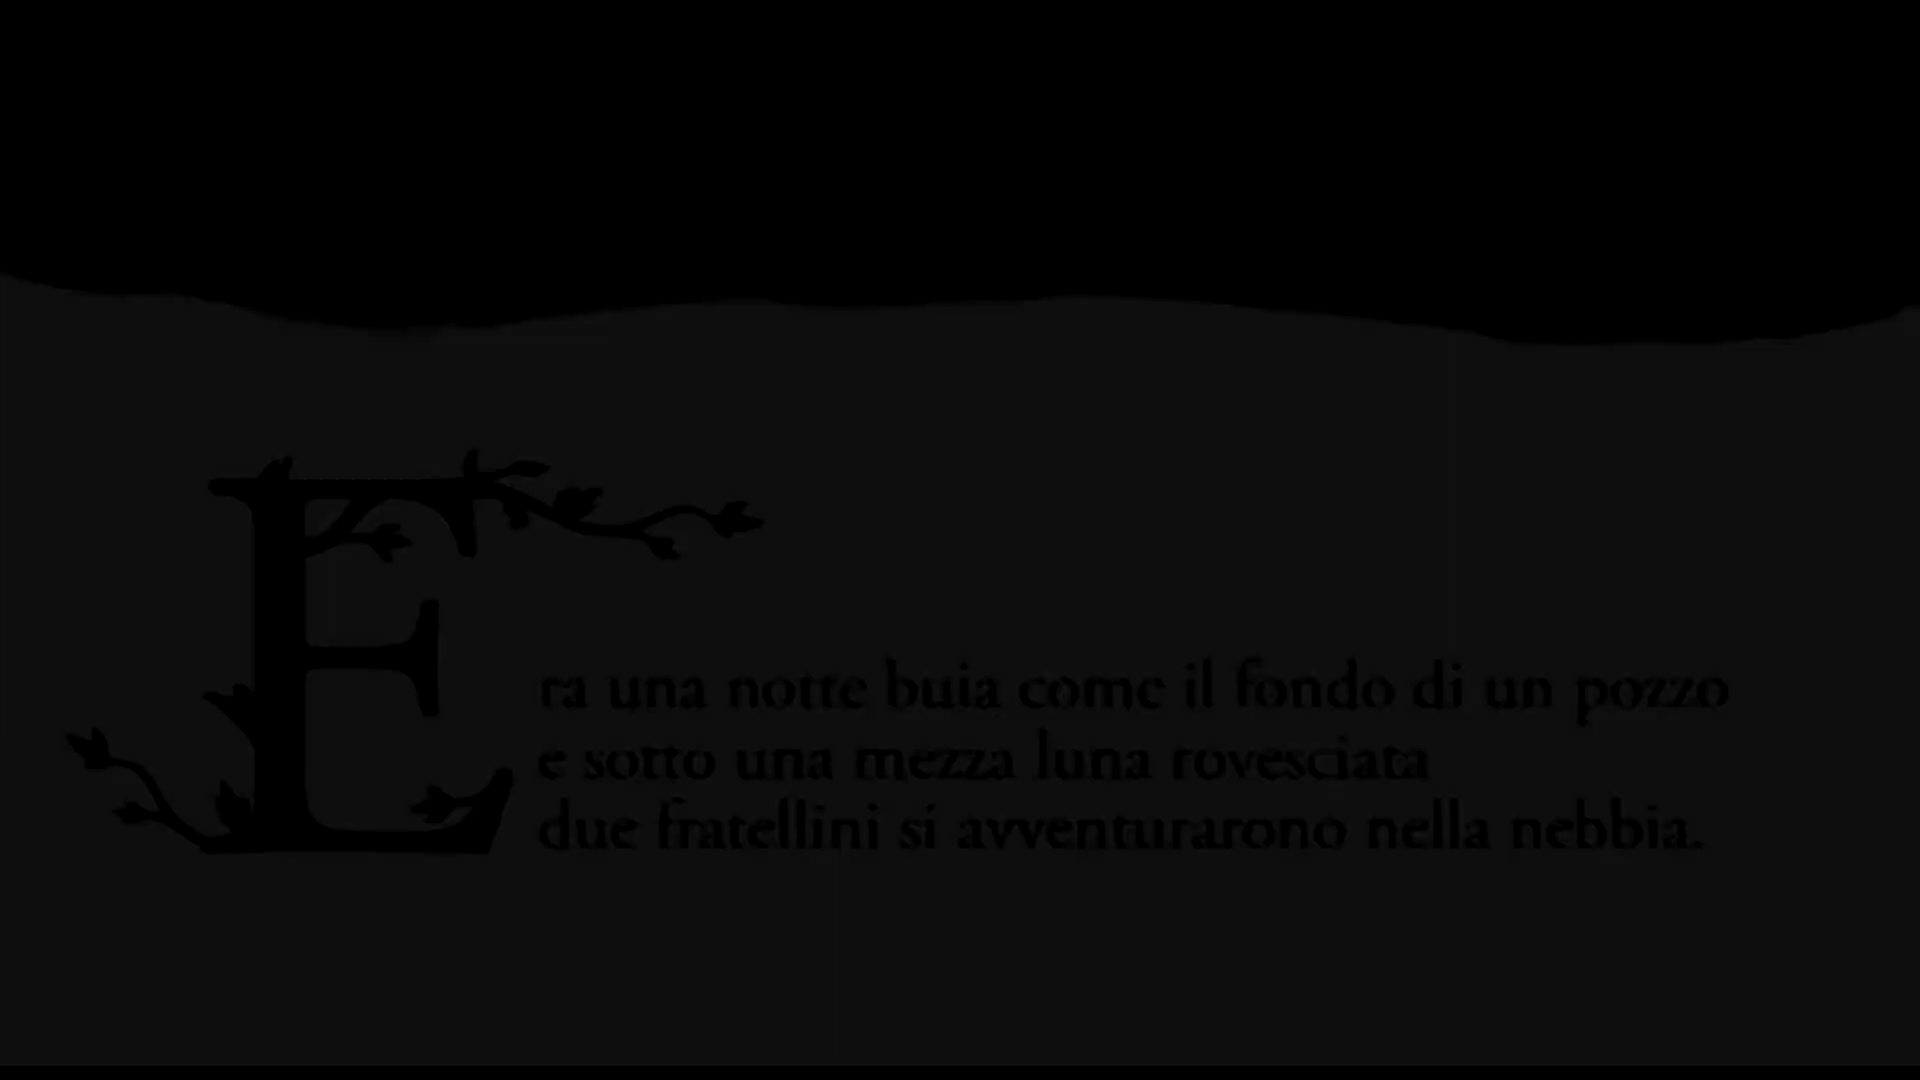 Era una notte buia come il fondo di un pozzo
e sotto una mezza luna rovesciata
due fratellini si avventurarono nella nebbia.